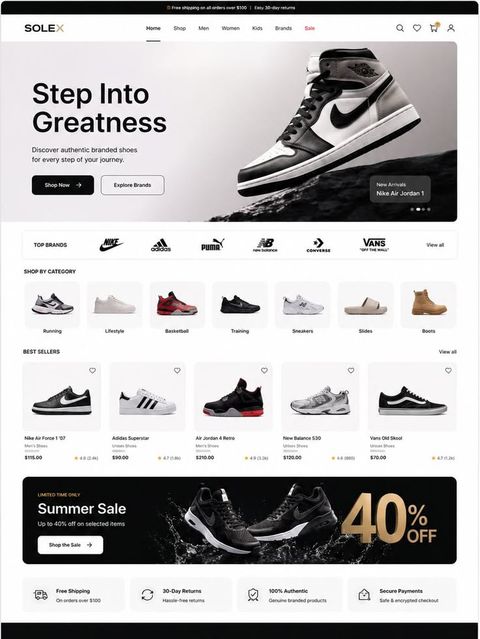 Free shipping on all orders over $100 | Easy 30-day returns
SOLEX
Home Shop Men Women Kids Brands Sale
Step Into
Greatness
Discover authentic branded shoes
for every step of your journey.
Shop Now → Explore Brands
New Arrivals
Nike Air Jordan 1
TOP BRANDS NIKE adidas PUMA NB new balance CONVERSE VANS "OFF THE WALL" View all
SHOP BY CATEGORY
Running Lifestyle Basketball Training Sneakers Slides Boots
BEST SELLERS View all
Nike Air Force 1 '07 Adidas Superstar Air Jordan 4 Retro New Balance 530 Vans Old Skool
Men's Shoes Unisex Shoes Men's Shoes Unisex Shoes Unisex Shoes
$115.00 4.8 (2.4k) $90.00 4.7 (1.8k) $210.00 4.9 (3.2k) $120.00 4.6 (980) $70.00 4.7 (1.2k)
LIMITED TIME ONLY
Summer Sale
Up to 40% off on selected items
Shop the Sale →
40% OFF
Free Shipping 30-Day Returns 100% Authentic Secure Payments
On orders over $100 Hassle-free returns Genuine branded products Safe & encrypted checkout